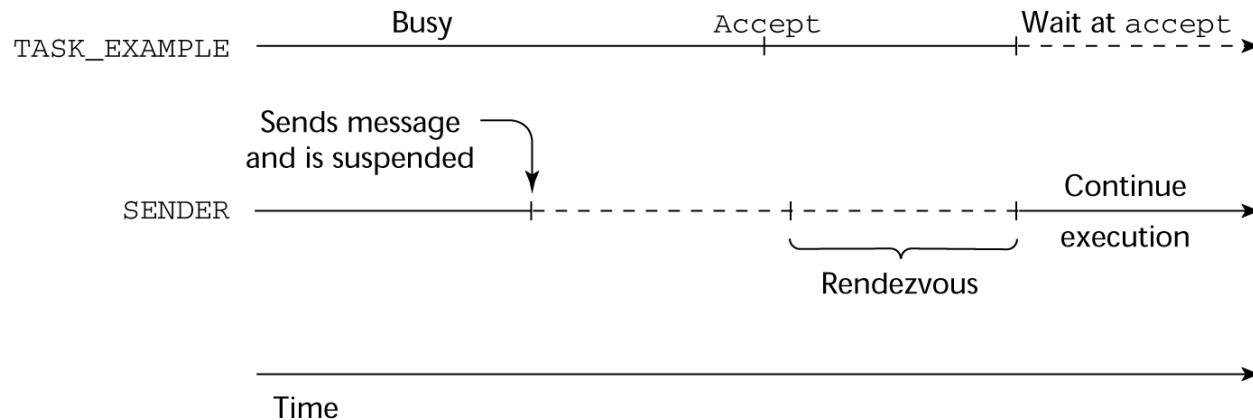 Busy
Accept
Wait at accept
TASK_EXAMPLE
Sends message
and is suspended
SENDER
Continue
execution
Rendezvous
Time